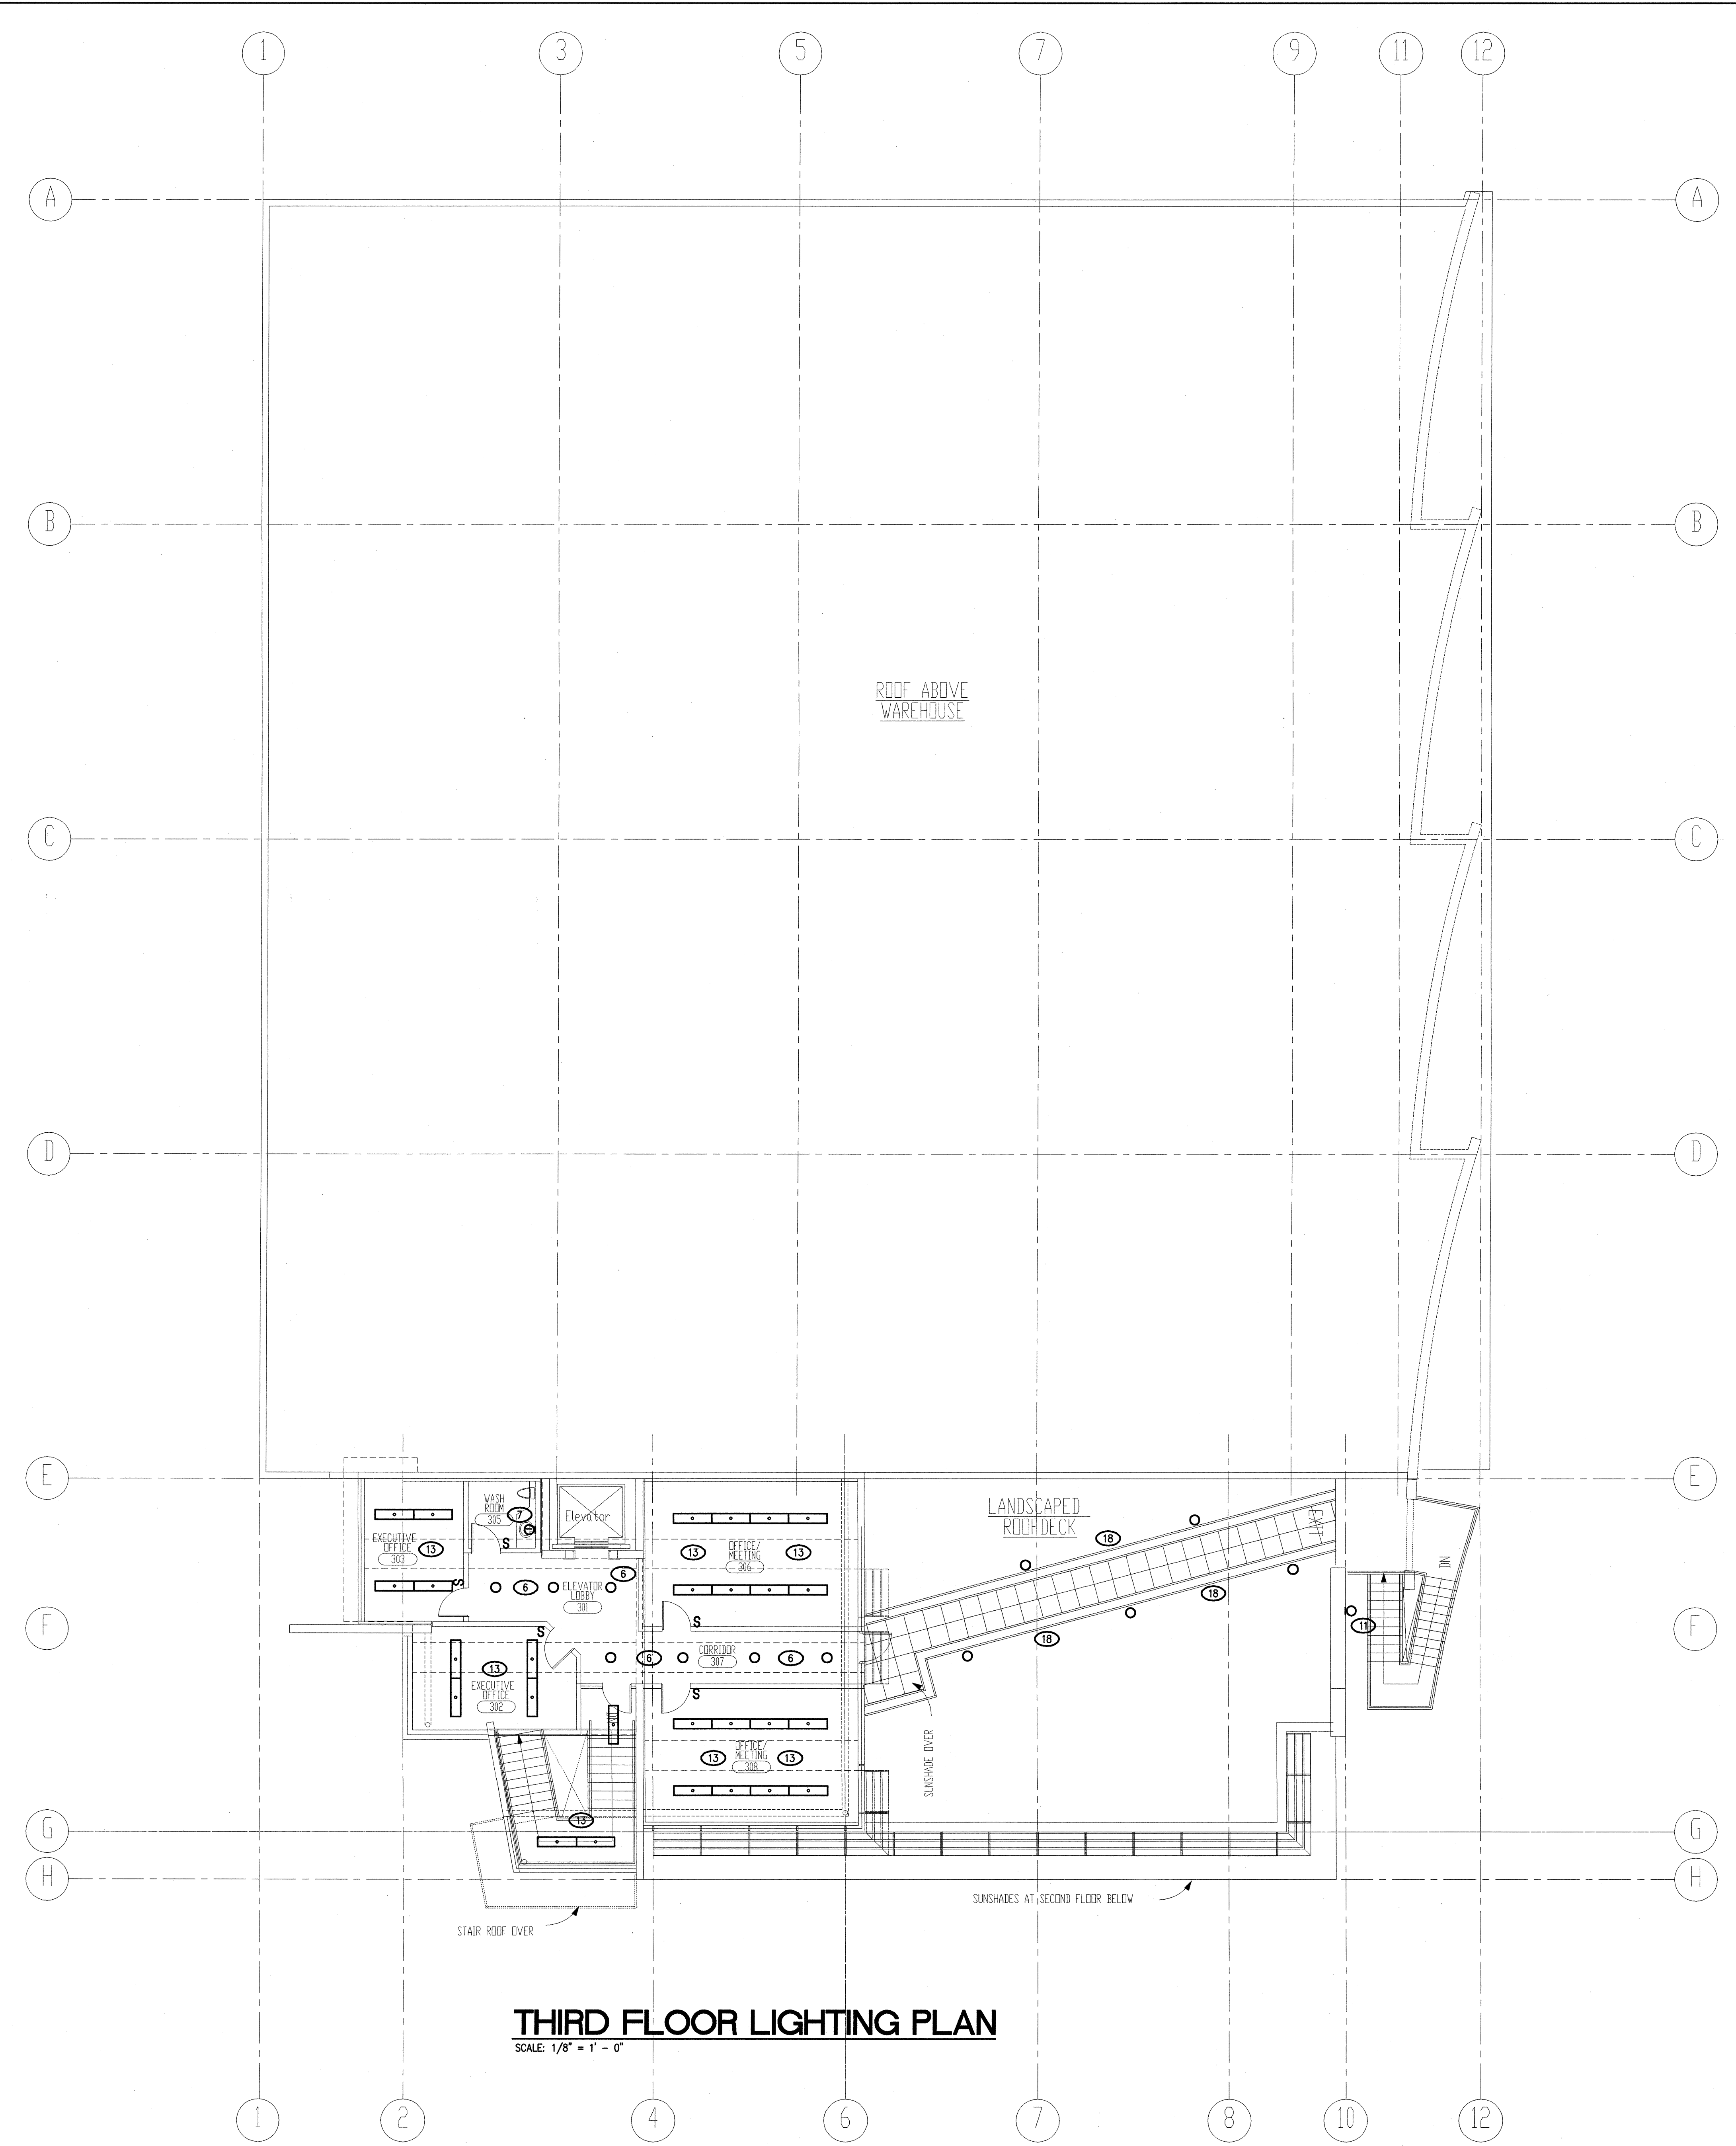 1 3 5 7 9 11 12
A A
ROOF ABOVE
WAREHOUSE
B B
C C
D D
E E
WASH
ROOM
305
7
Elevator
LANDSCAPED
ROOFDECK
EXIT
18
EXECUTIVE
OFFICE
303
13
S
13
OFFICE/
MEETING
306
13
S
6
ELEVATOR
LOBBY
301
6
DN
18
F F
S
S
11
13
EXECUTIVE
OFFICE
302
6
CORRIDOR
307
6
18
S
13
OFFICE/
MEETING
308
13
SUNSHADE OVER
13
G G
H H
SUNSHADES AT SECOND FLOOR BELOW
STAIR ROOF OVER
THIRD FLOOR LIGHTING PLAN
SCALE: 1/8" = 1' - 0"
1 2 4 6 7 8 10 12